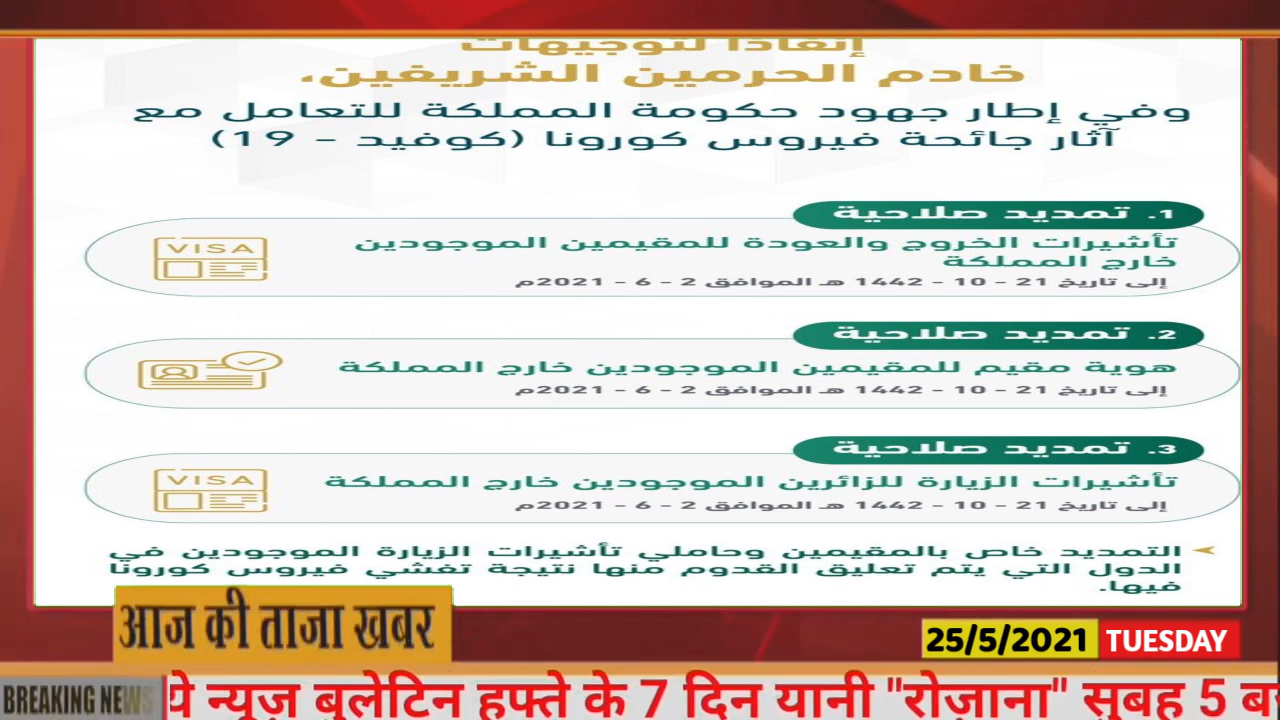 إنفاذًا لتوجيهات
خادم الحرمين الشريفين،
وفي إطار جهود حكومة المملكة للتعامل مع
آثار جائحة فيروس كورونا (كوفيد - 19)
1. تمديد صلاحية
VISA
تأشيرات الخروج والعودة للمقيمين الموجودين
خارج المملكة
إلى تاريخ 21 - 10 - 1442 هـ الموافق 2 - 6 - 2021م
2. تمديد صلاحية
هوية مقيم للمقيمين الموجودين خارج المملكة
إلى تاريخ 21 - 10 - 1442 هـ الموافق 2 - 6 - 2021م
3. تمديد صلاحية
VISA
تأشيرات الزيارة للزائرين الموجودين خارج المملكة
إلى تاريخ 21 - 10 - 1442 هـ الموافق 2 - 6 - 2021م
التمديد خاص بالمقيمين وحاملي تأشيرات الزيارة الموجودين في
الدول التي يتم تعليق القدوم منها نتيجة تفشي فيروس كورونا
فيها.
आज की ताजा खबर
25/5/2021 TUESDAY
BREAKING NEWS
ये न्यूज़ बुलेटिन हफ्ते के 7 दिन यानी "रोज़ाना" सुबह 5 ब